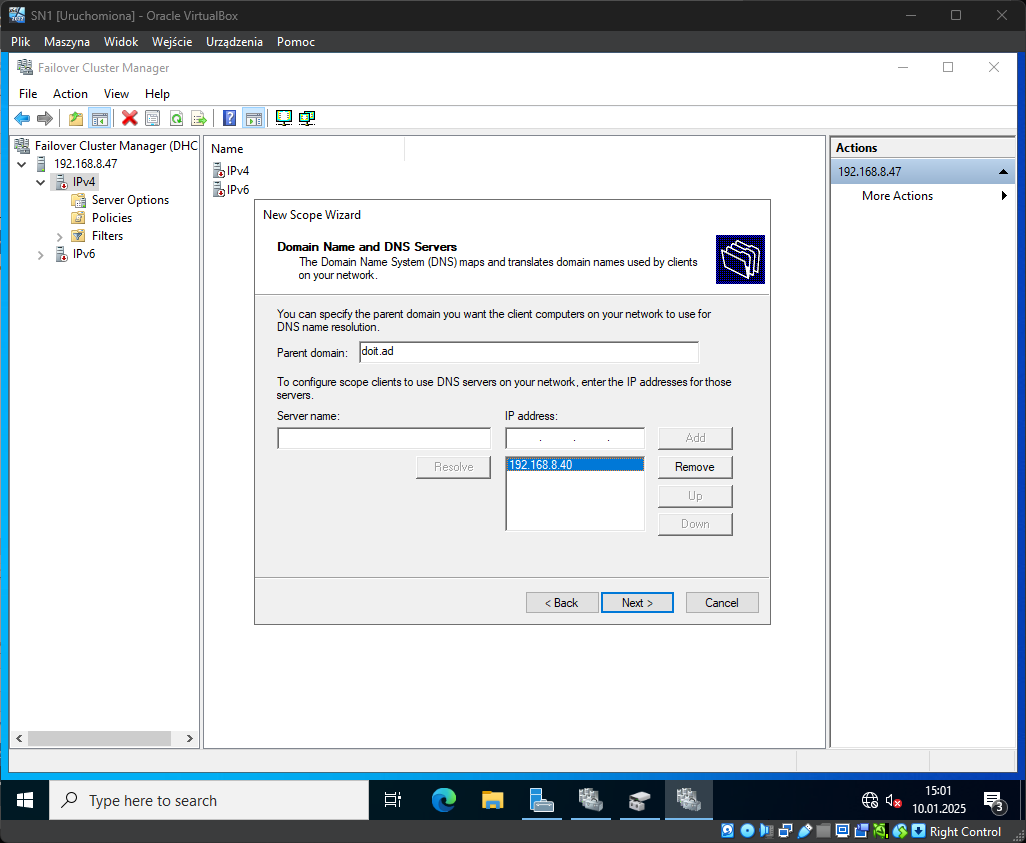 SN1 [Uruchomiona] - Oracle VirtualBox
Plik Maszyna Widok Wejście Urządzenia Pomoc
Failover Cluster Manager
File Action View Help
Failover Cluster Manager (DHC
192.168.8.47
IPv4
Server Options
Policies
Filters
IPv6
Name
IPv4
IPv6
New Scope Wizard
Domain Name and DNS Servers
The Domain Name System (DNS) maps and translates domain names used by clients
on your network.
You can specify the parent domain you want the client computers on your network to use for
DNS name resolution.
Parent domain: doit.ad
To configure scope clients to use DNS servers on your network, enter the IP addresses for those
servers.
Server name: IP address:
. . . Add
Resolve 192.168.8.40 Remove
Up
Down
< Back Next > Cancel
Actions
192.168.8.47
More Actions
Type here to search
15:01
10.01.2025
3
Right Control